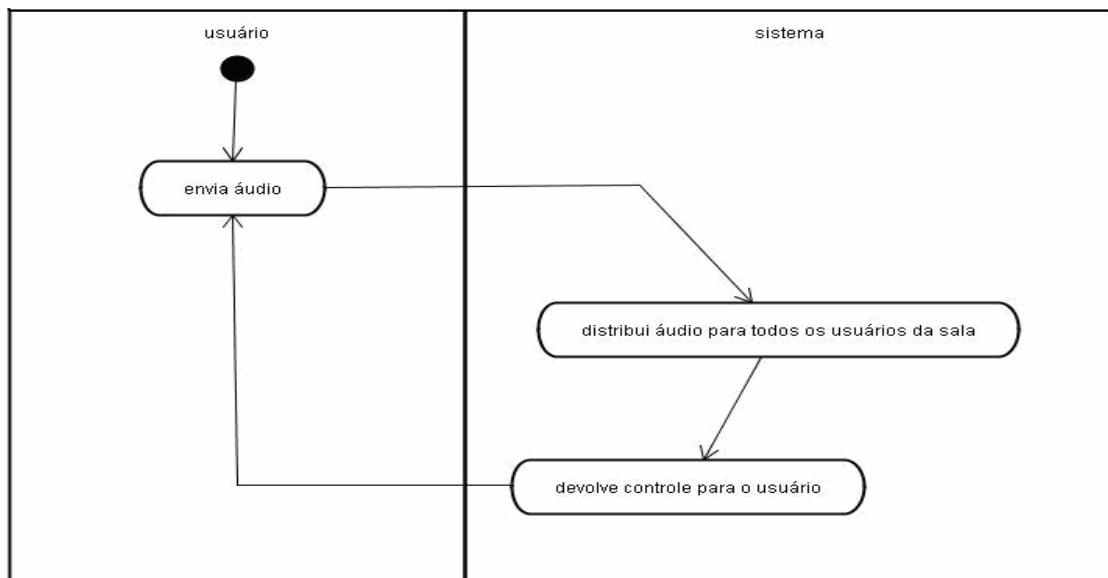 usuário
sistema
envia áudio
distribui áudio para todos os usuários da sala
devolve controle para o usuário